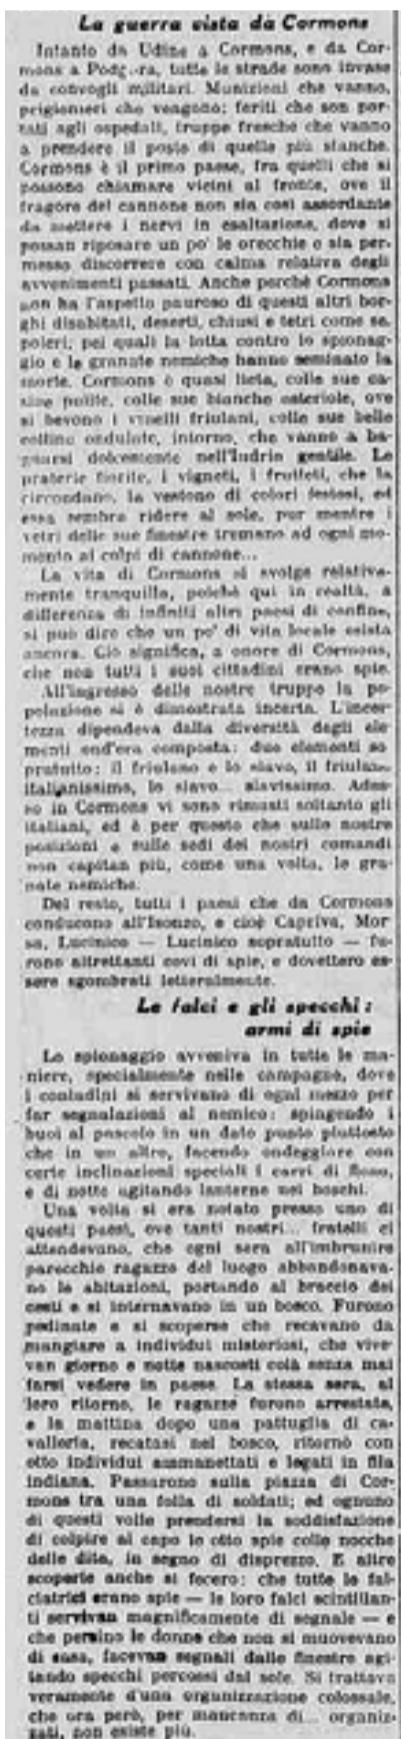 La guerra vista da Cormons
Intanto da Udine a Cormons, e da Cor-
mons a Podgora, tutte le strade sono invase
da convogli militari. Munizioni che vanno,
prigionieri che vengono; feriti che son por-
tati agli ospedali, truppe fresche che vanno
a prendere il posto di quelle più stanche.
Cormons è il primo paese, fra quelli che si
possono chiamare vicini al fronte, ove il
fragore del cannone non sia così assordante
da mettere i nervi in esaltazione, dove si
possan riposare un po' le orecchie e sia per-
messo discorrere con calma relativa degli
avvenimenti passati. Anche perchè Cormons
non ha l'aspetto pauroso di questi altri bor-
ghi disabitati, deserti, chiusi e tetri come se-
polcri, pei quali la lotta contro lo spionag-
gio e le granate nemiche hanno seminato la
morte. Cormons è quasi lieta, colle sue ca-
sine polite, colle sue bianche osteriole, ove
si bevono i vinelli friulani, colle sue belle
colline ondulate, intorno, che vanno a ba-
gnarsi dolcemente nell'Iudrio gentile. Le
praterie fiorite, i vigneti, i frutteti, che la
circondano, la vestono di colori festosi, ed
essa sembra ridere al sole, pur mentre i
vetri delle sue finestre tremano ad ogni mo-
mento ai colpi di cannone...
La vita di Cormons si svolge relativa-
mente tranquilla, poichè qui in realtà, a
differenza di infiniti altri paesi di confine,
si può dire che un po' di vita locale esista
ancora. Ciò significa, a onore di Cormons,
che non tutti i suoi cittadini erano spie.
All'ingresso delle nostre truppe la po-
polazione si è dimostrata incerta. L'incer-
tezza dipendeva dalla diversità degli ele-
menti ond'era composta: due elementi so
pratutto: il friulano e lo slavo, il friulano
italianissimo, lo slavo... slavissimo. Ades-
so in Cormons vi sono rimasti soltanto gli
italiani, ed è per questo che sulle nostre
posizioni e sulle sedi dei nostri comandi
non capitan più, come una volta, le gra-
nate nemiche.
Del resto, tutti i paesi che da Cormons
conducono all'Isonzo, e cioè Capriva, Mor
sa, Lucinico — Lucinico sopratutto — fu-
rono altrettanti covi di spie, e dovettero es-
sere sgombrati letteralmente.
Le falci e gli specchi:
armi di spie
Lo spionaggio avveniva in tutte le ma-
niere, specialmente nelle campagne, dove
i contadini si servivano di ogni mezzo per
far segnalazioni al nemico: spingendo i
buoi al pascolo in un dato punto piuttosto
che in un altro, facendo ondeggiare con
certe inclinazioni speciali i carri di fieno,
e di notte agitando lanterne nei boschi.
Una volta si era notato presso uno di
questi paesi, ove tanti nostri... fratelli ci
attendevano, che ogni sera all'imbrunire
parecchie ragazze del luogo abbandonava-
no le abitazioni, portando al braccio dei
cesti e si internavano in un bosco. Furono
pedinate e si scoperse che recavano da
mangiare a individui misteriosi, che vive-
van giorno e notte nascosti colà senza mai
farsi vedere in paese. La stessa sera, al
loro ritorno, le ragazze furono arrestate,
e la mattina dopo una pattuglia di ca-
valleria, recatasi nel bosco, ritornò con
otto individui ammanettati e legati in fila
indiana. Passarono sulla piazza di Cor-
mons tra una folla di soldati; ed ognuno
di questi volle prendersi la soddisfazione
di colpire al capo le otto spie colle nocche
delle dita, in segno di disprezzo. E altre
scoperte anche si fecero: che tutte le fal-
ciatrici erano spie — le loro falci scintillan-
ti servivan magnificamente di segnale — e
che persino le donne che non si muovevano
di casa, facevan segnali dalle finestre agi-
tando specchi percossi dal sole. Si trattava
veramente d'una organizzazione colossale,
che ora però, per mancanza di... organiz-
zati, non esiste più.